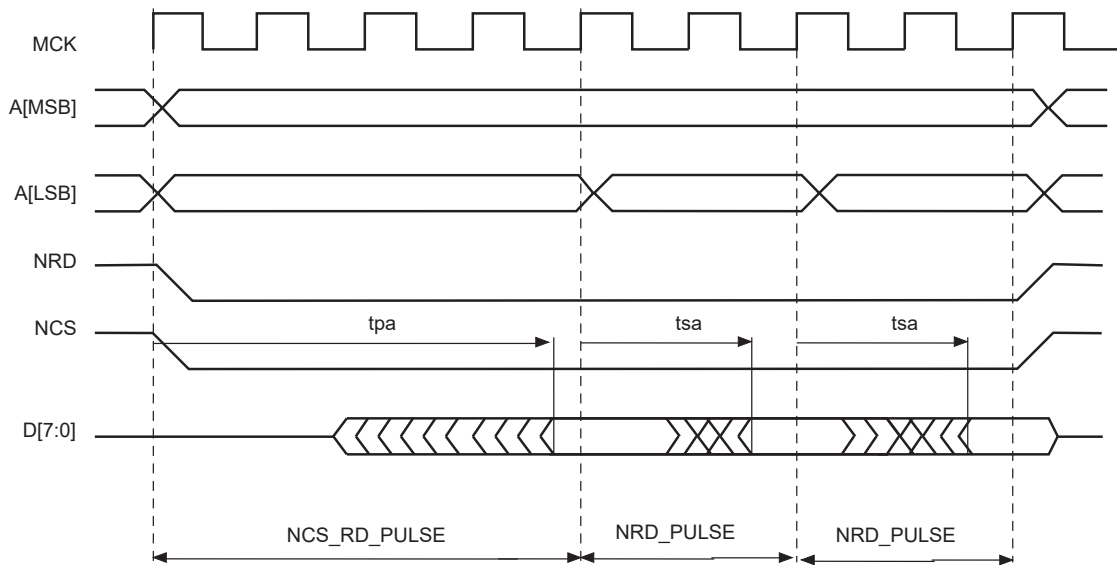 MCK
A[MSB]
A[LSB]
NRD
NCS
tpa
tsa
tsa
D[7:0]
NCS_RD_PULSE
NRD_PULSE
NRD_PULSE